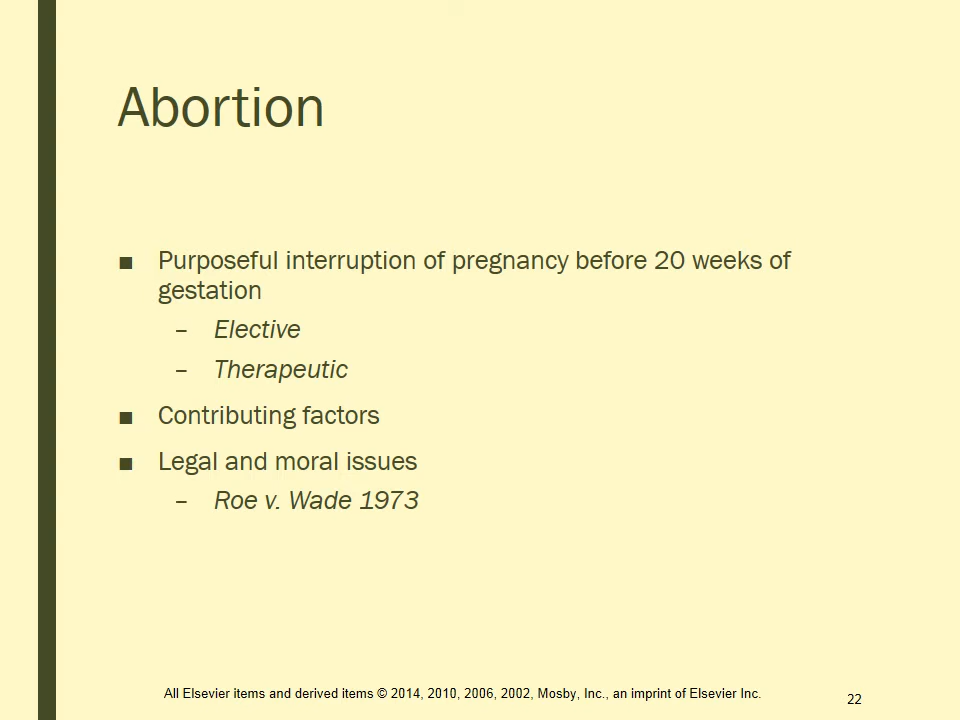 Abortion
■ Purposeful interruption of pregnancy before 20 weeks of
gestation
– Elective
– Therapeutic
■ Contributing factors
■ Legal and moral issues
– Roe v. Wade 1973
All Elsevier items and derived items © 2014, 2010, 2006, 2002, Mosby, Inc., an imprint of Elsevier Inc.
22